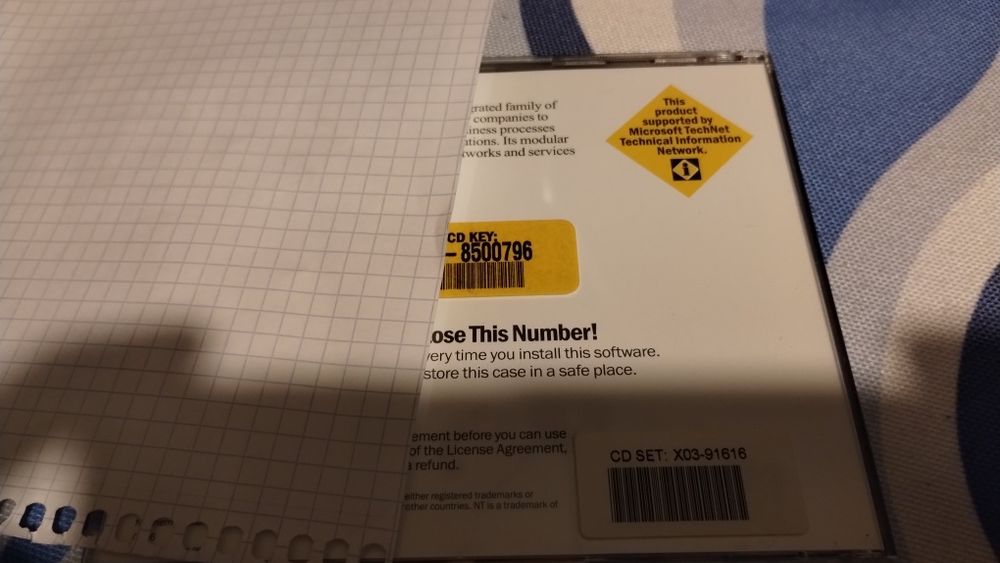 grated family of
companies to
iness processes
tions. Its modular
tworks and services
This
product
supported by
Microsoft TechNet
Technical Information
Network.
i
CD KEY:
– 8500796
ose This Number!
very time you install this software.
store this case in a safe place.
ement before you can use
of the License Agreement,
a refund.
either registered trademarks or
other countries. NT is a trademark of
CD SET: X03-91616